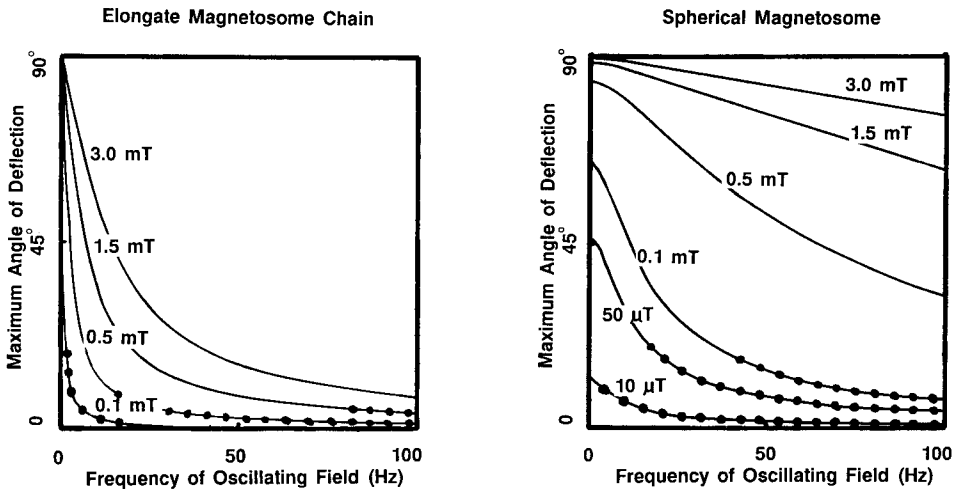 Elongate Magnetosome Chain
Maximum Angle of Deflection
90°
45°
0
3.0 mT
1.5 mT
0.5 mT
0.1 mT
0 50 100
Frequency of Oscillating Field (Hz)
Spherical Magnetosome
Maximum Angle of Deflection
90°
45°
0
3.0 mT
1.5 mT
0.5 mT
0.1 mT
50 µT
10 µT
0 50 100
Frequency of Oscillating Field (Hz)